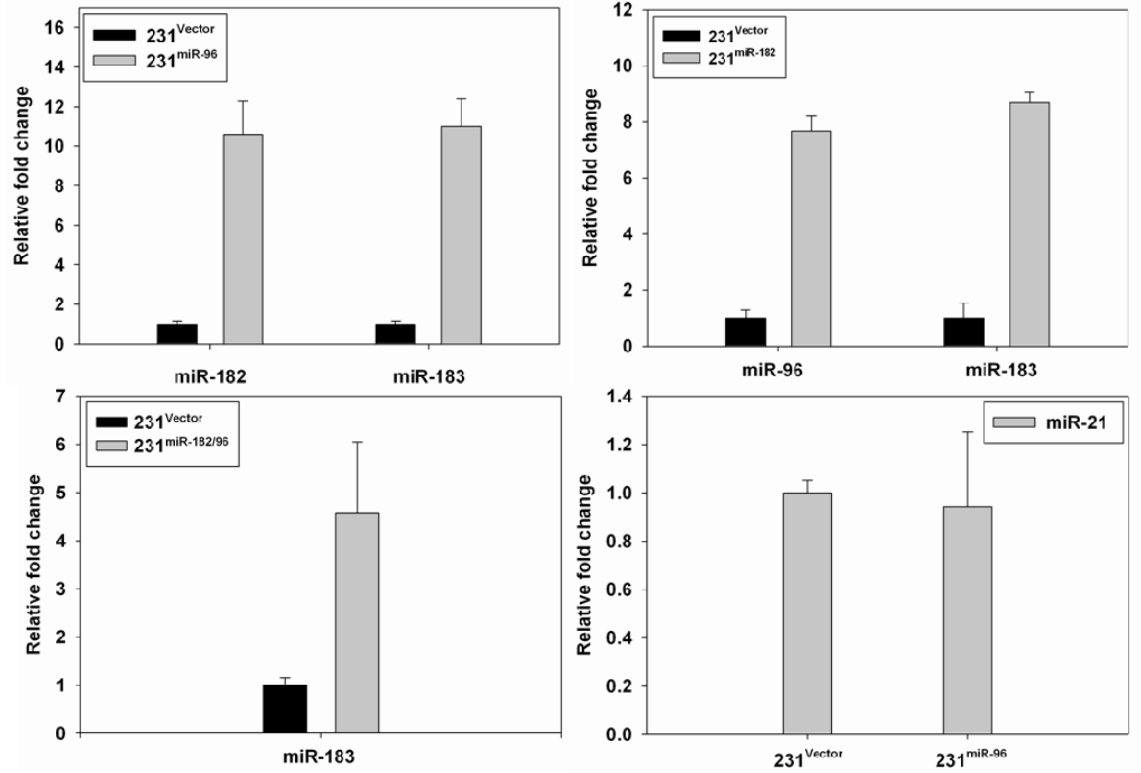 Relative fold change
16
14
12
10
8
6
4
2
0
231Vector
231miR-96
miR-182 miR-183
Relative fold change
12
10
8
6
4
2
0
231Vector
231miR-182
miR-96 miR-183
Relative fold change
7
6
5
4
3
2
1
0
231Vector
231miR-182/96
miR-183
Relative fold change
1.4
1.2
1.0
0.8
0.6
0.4
0.2
0.0
miR-21
231Vector 231miR-96